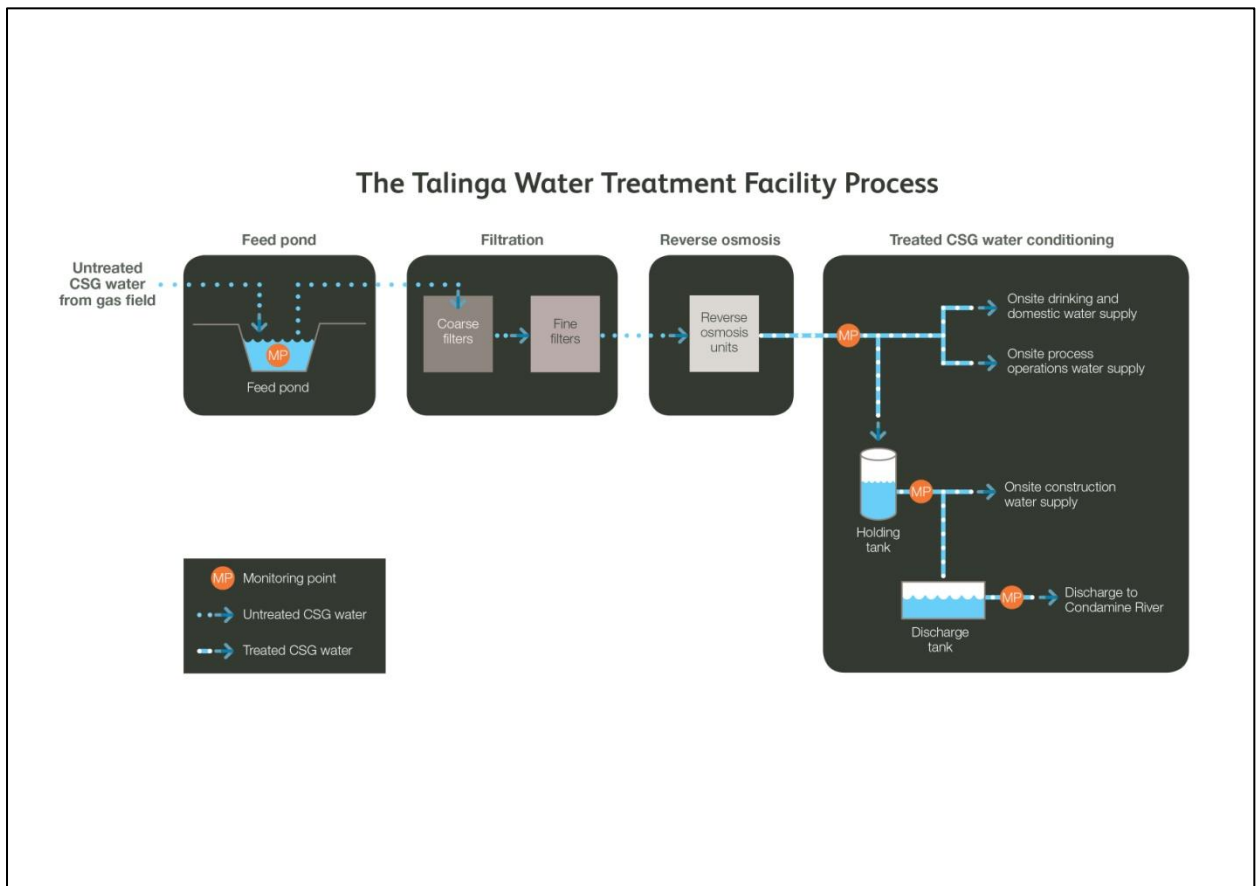 The Talinga Water Treatment Facility Process
Feed pond
Filtration
Reverse osmosis
Treated CSG water conditioning
Untreated
CSG water
from gas field
MP
Feed pond
Coarse
filters
Fine
filters
Reverse
osmosis
units
MP
Onsite drinking and
domestic water supply
Onsite process
operations water supply
Holding
tank
MP
Onsite construction
water supply
Discharge
tank
MP
Discharge to
Condamine River
MP Monitoring point
Untreated CSG water
Treated CSG water